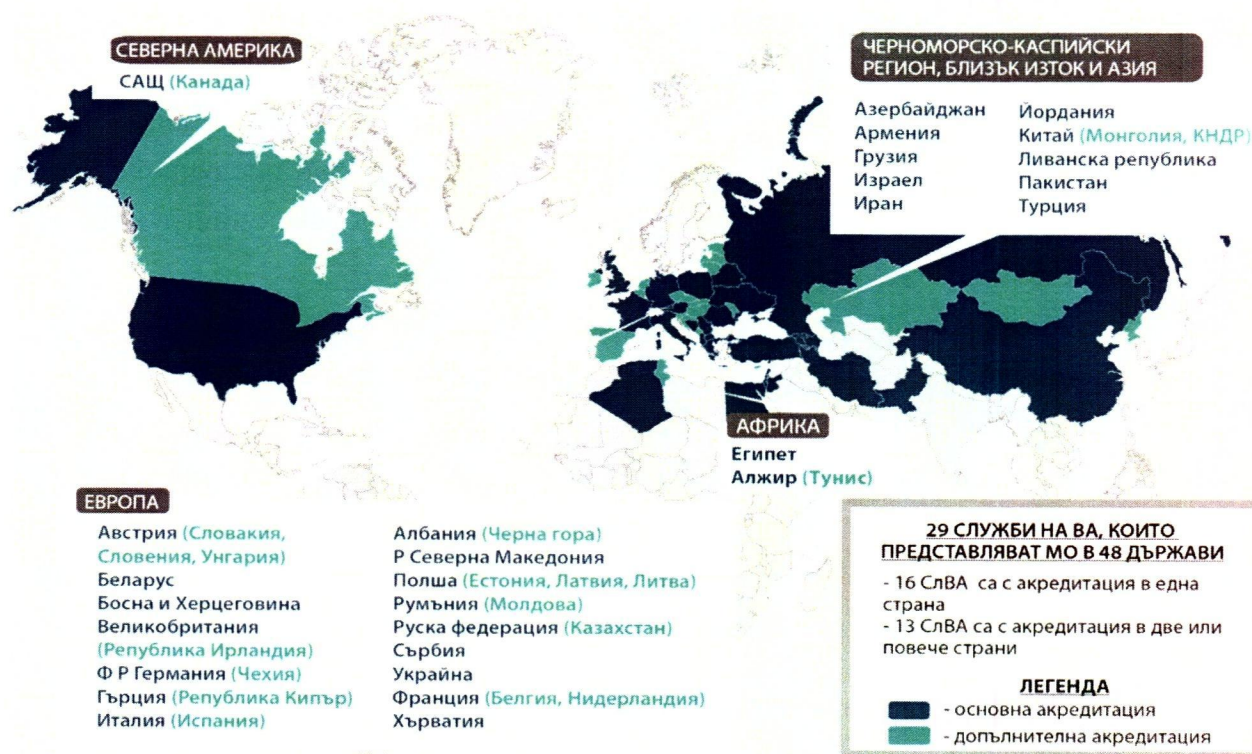 СЕВЕРНА АМЕРИКА
САЩ (Канада)
ЧЕРНОМОРСКО-КАСПИЙСКИ
РЕГИОН, БЛИЗЪК ИЗТОК И АЗИЯ
Азербайджан
Армения
Грузия
Израел
Иран
Йордания
Китай (Монголия, КНДР)
Ливанска република
Пакистан
Турция
АФРИКА
Египет
Алжир (Тунис)
ЕВРОПА
Австрия (Словакия,
Словения, Унгария)
Беларус
Босна и Херцеговина
Великобритания
(Република Ирландия)
Ф Р Германия (Чехия)
Гърция (Република Кипър)
Италия (Испания)
Албания (Черна гора)
Р Северна Македония
Полша (Естония, Латвия, Литва)
Румъния (Молдова)
Руска федерация (Казахстан)
Сърбия
Украйна
Франция (Белгия, Нидерландия)
Хърватия
29 СЛУЖБИ НА ВА, КОИТО
ПРЕДСТАВЛЯВАТ МО В 48 ДЪРЖАВИ
- 16 СлВА са с акредитация в една
страна
- 13 СлВА са с акредитация в две или
повече страни
ЛЕГЕНДА
- основна акредитация
- допълнителна акредитация